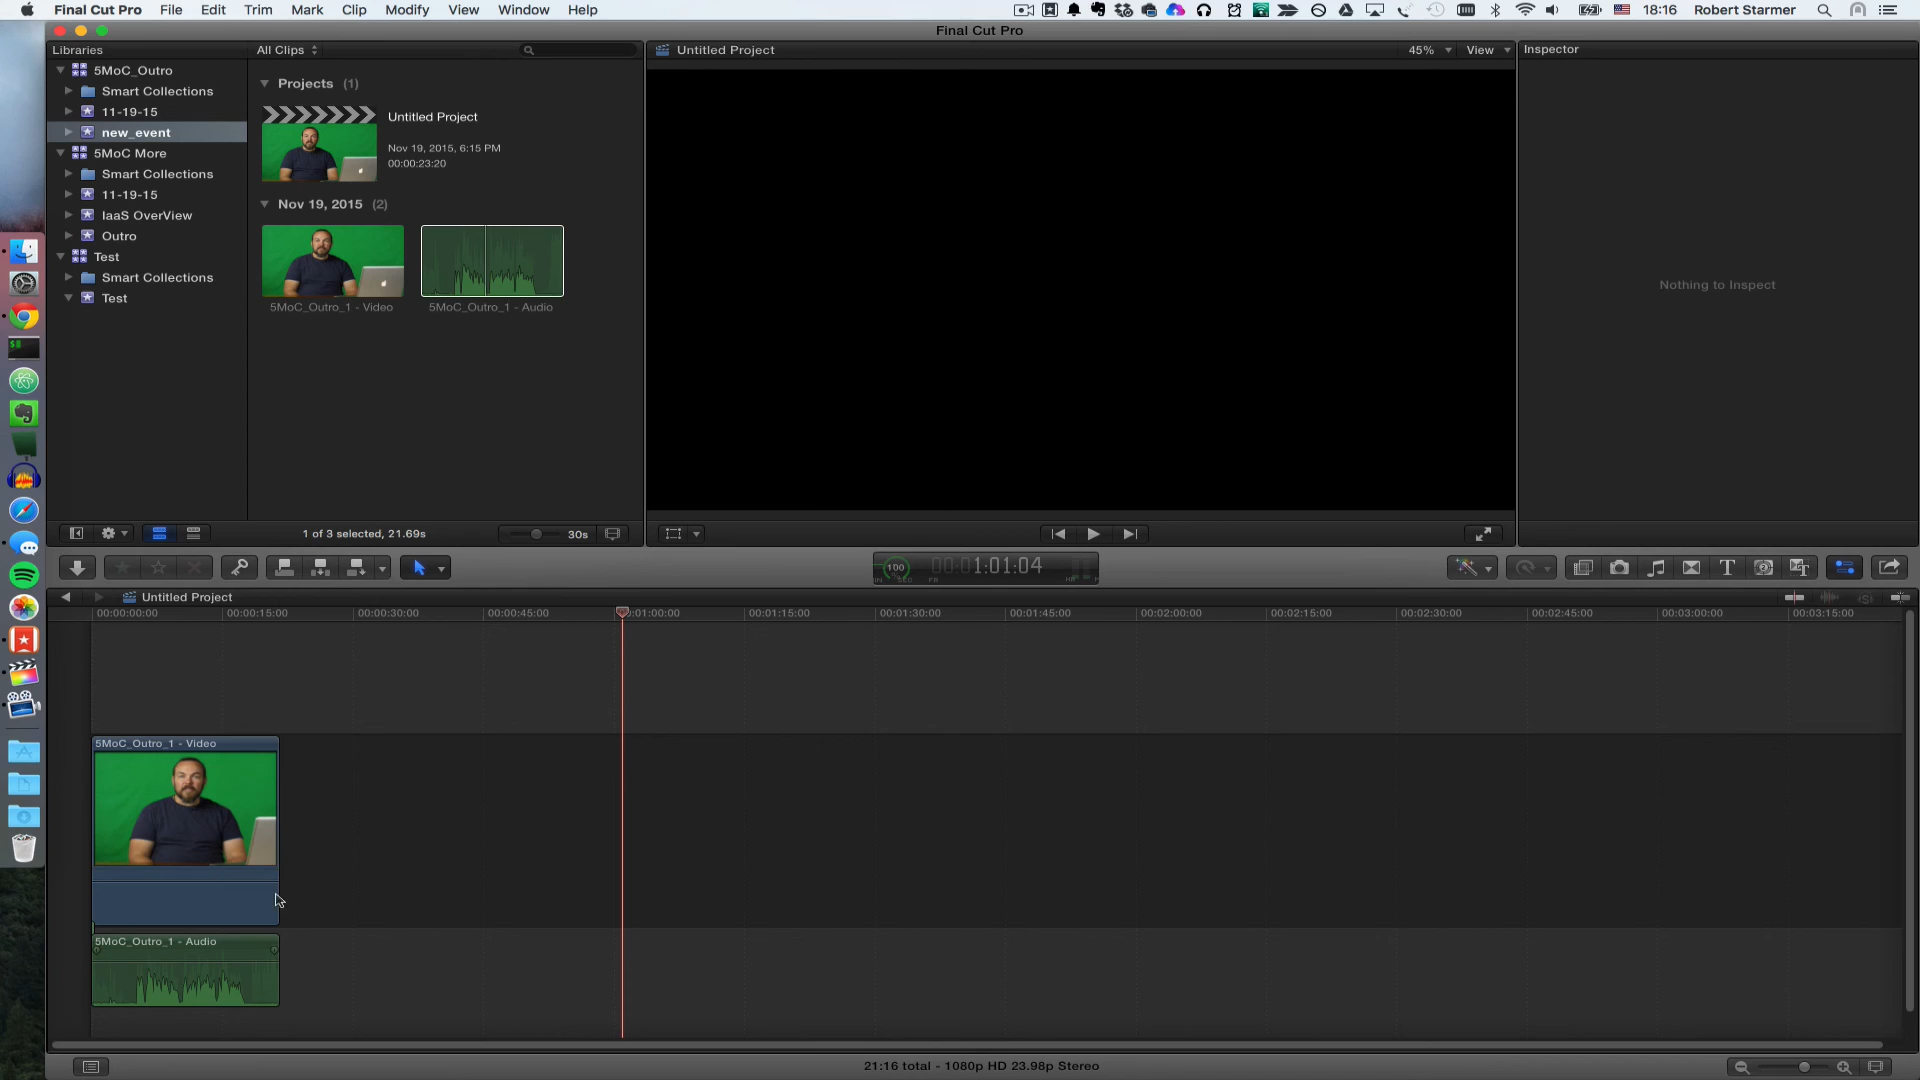 Final Cut Pro File Edit Trim Mark Clip Modify View Window Help 18:16 Robert Starmer
Final Cut Pro
Libraries
All Clips
Untitled Project
45% View
Inspector
5MoC_Outro
Smart Collections
11-19-15
new_event
5MoC More
Smart Collections
11-19-15
IaaS OverView
Outro
Test
Smart Collections
Test
Projects (1)
Untitled Project
Nov 19, 2015, 6:15 PM
00:00:23:20
Nov 19, 2015 (2)
5MoC_Outro_1 - Video
5MoC_Outro_1 - Audio
Nothing to Inspect
1 of 3 selected, 21.69s
30s
100
00:0 1:01:04
Untitled Project
00:00:00:00 00:00:15:00 00:00:30:00 00:00:45:00 :01:00:00 00:01:15:00 00:01:30:00 00:01:45:00 00:02:00:00 00:02:15:00 00:02:30:00 00:02:45:00 00:03:00:00 00:03:15:00
5MoC_Outro_1 - Video
5MoC_Outro_1 - Audio
21:16 total - 1080p HD 23.98p Stereo